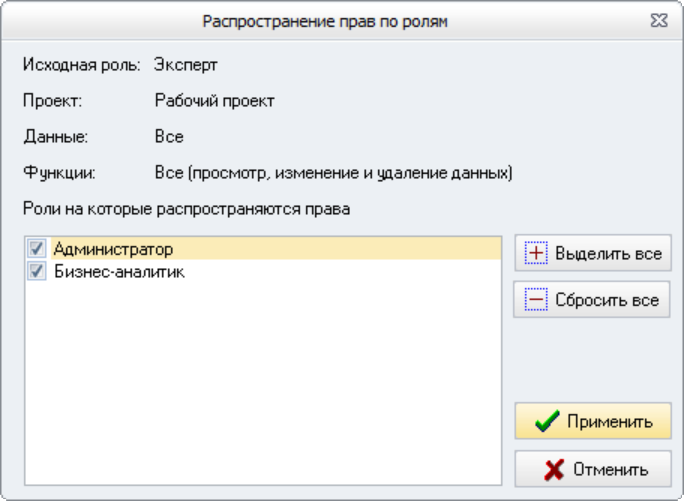 Распространение прав по ролям
Исходная роль: Эксперт
Проект: Рабочий проект
Данные: Все
Функции: Все (просмотр, изменение и удаление данных)
Роли на которые распространяются права
Администратор
Бизнес-аналитик
Выделить все
Сбросить все
Применить
Отменить